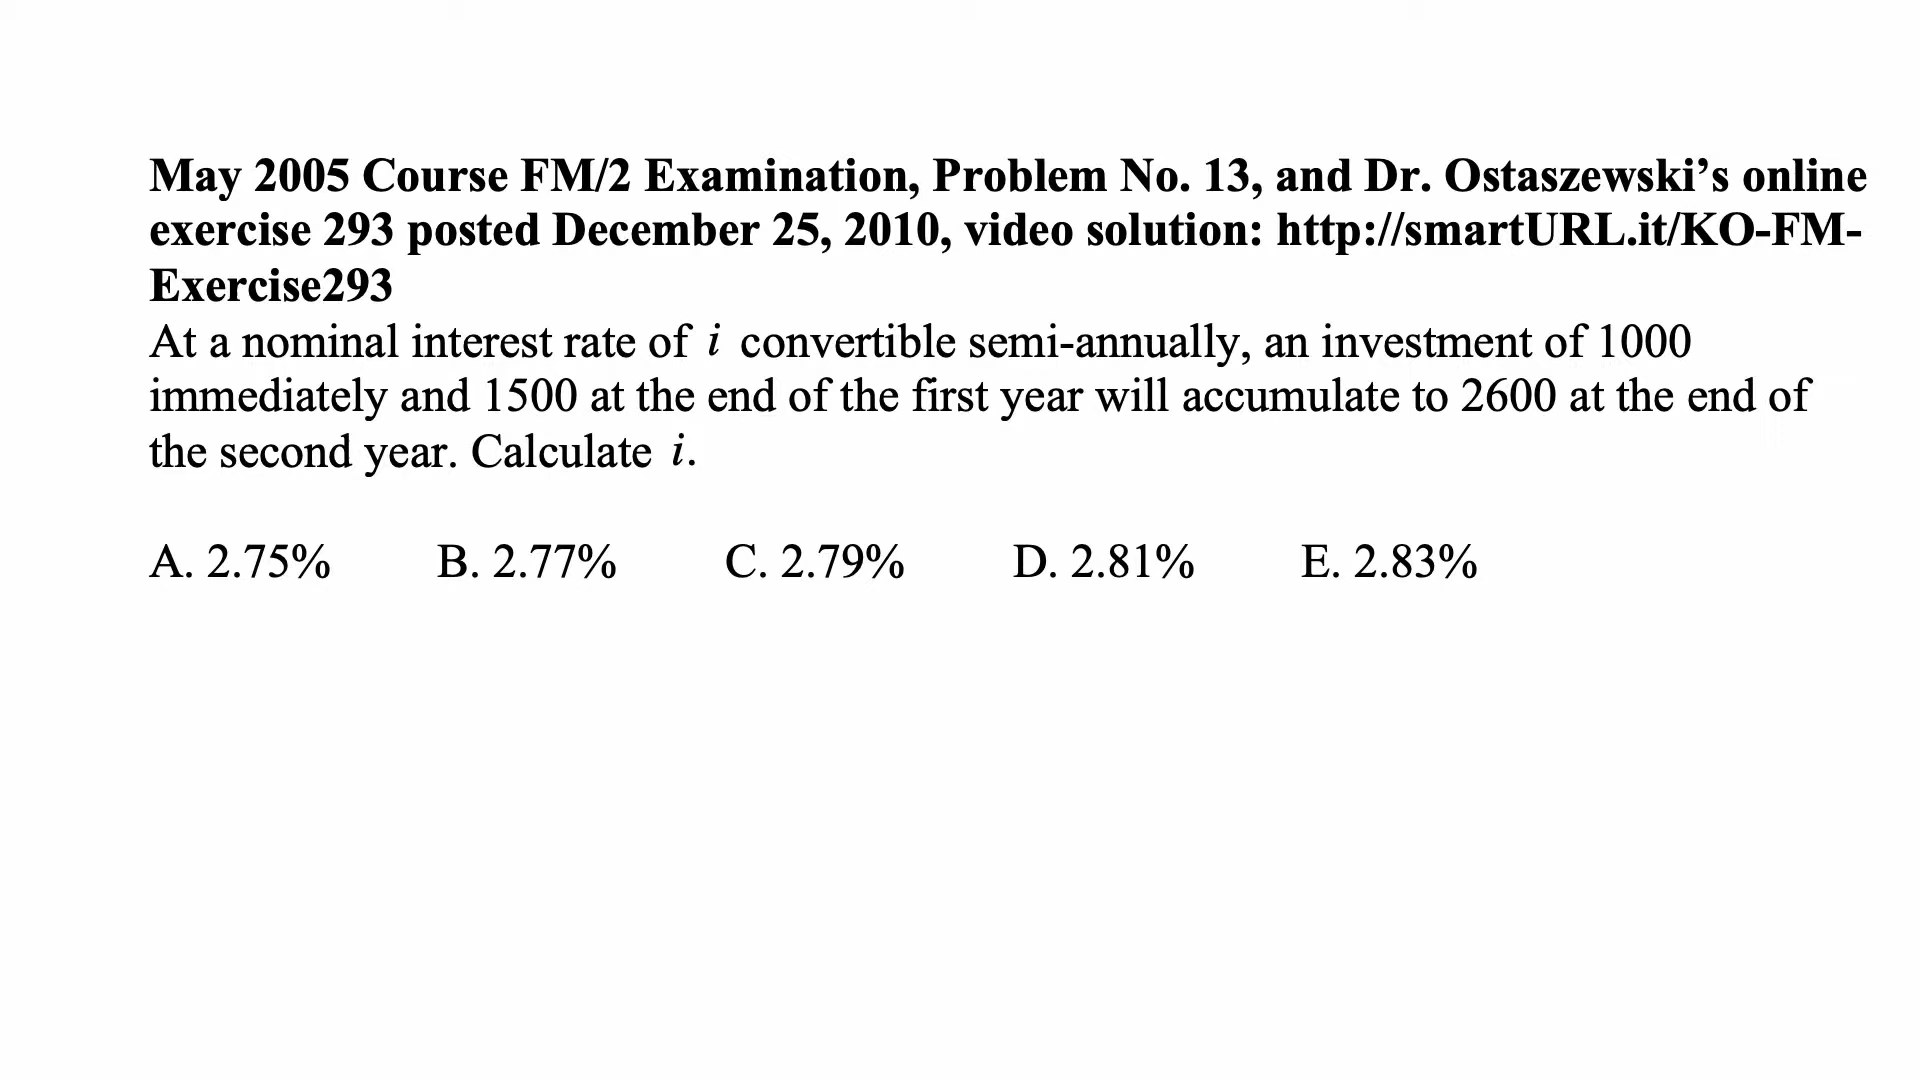 May 2005 Course FM/2 Examination, Problem No. 13, and Dr. Ostaszewski’s online
exercise 293 posted December 25, 2010, video solution: http://smartURL.it/KO-FM-
Exercise293
At a nominal interest rate of i convertible semi-annually, an investment of 1000
immediately and 1500 at the end of the first year will accumulate to 2600 at the end of
the second year. Calculate i.
A. 2.75% B. 2.77% C. 2.79% D. 2.81% E. 2.83%